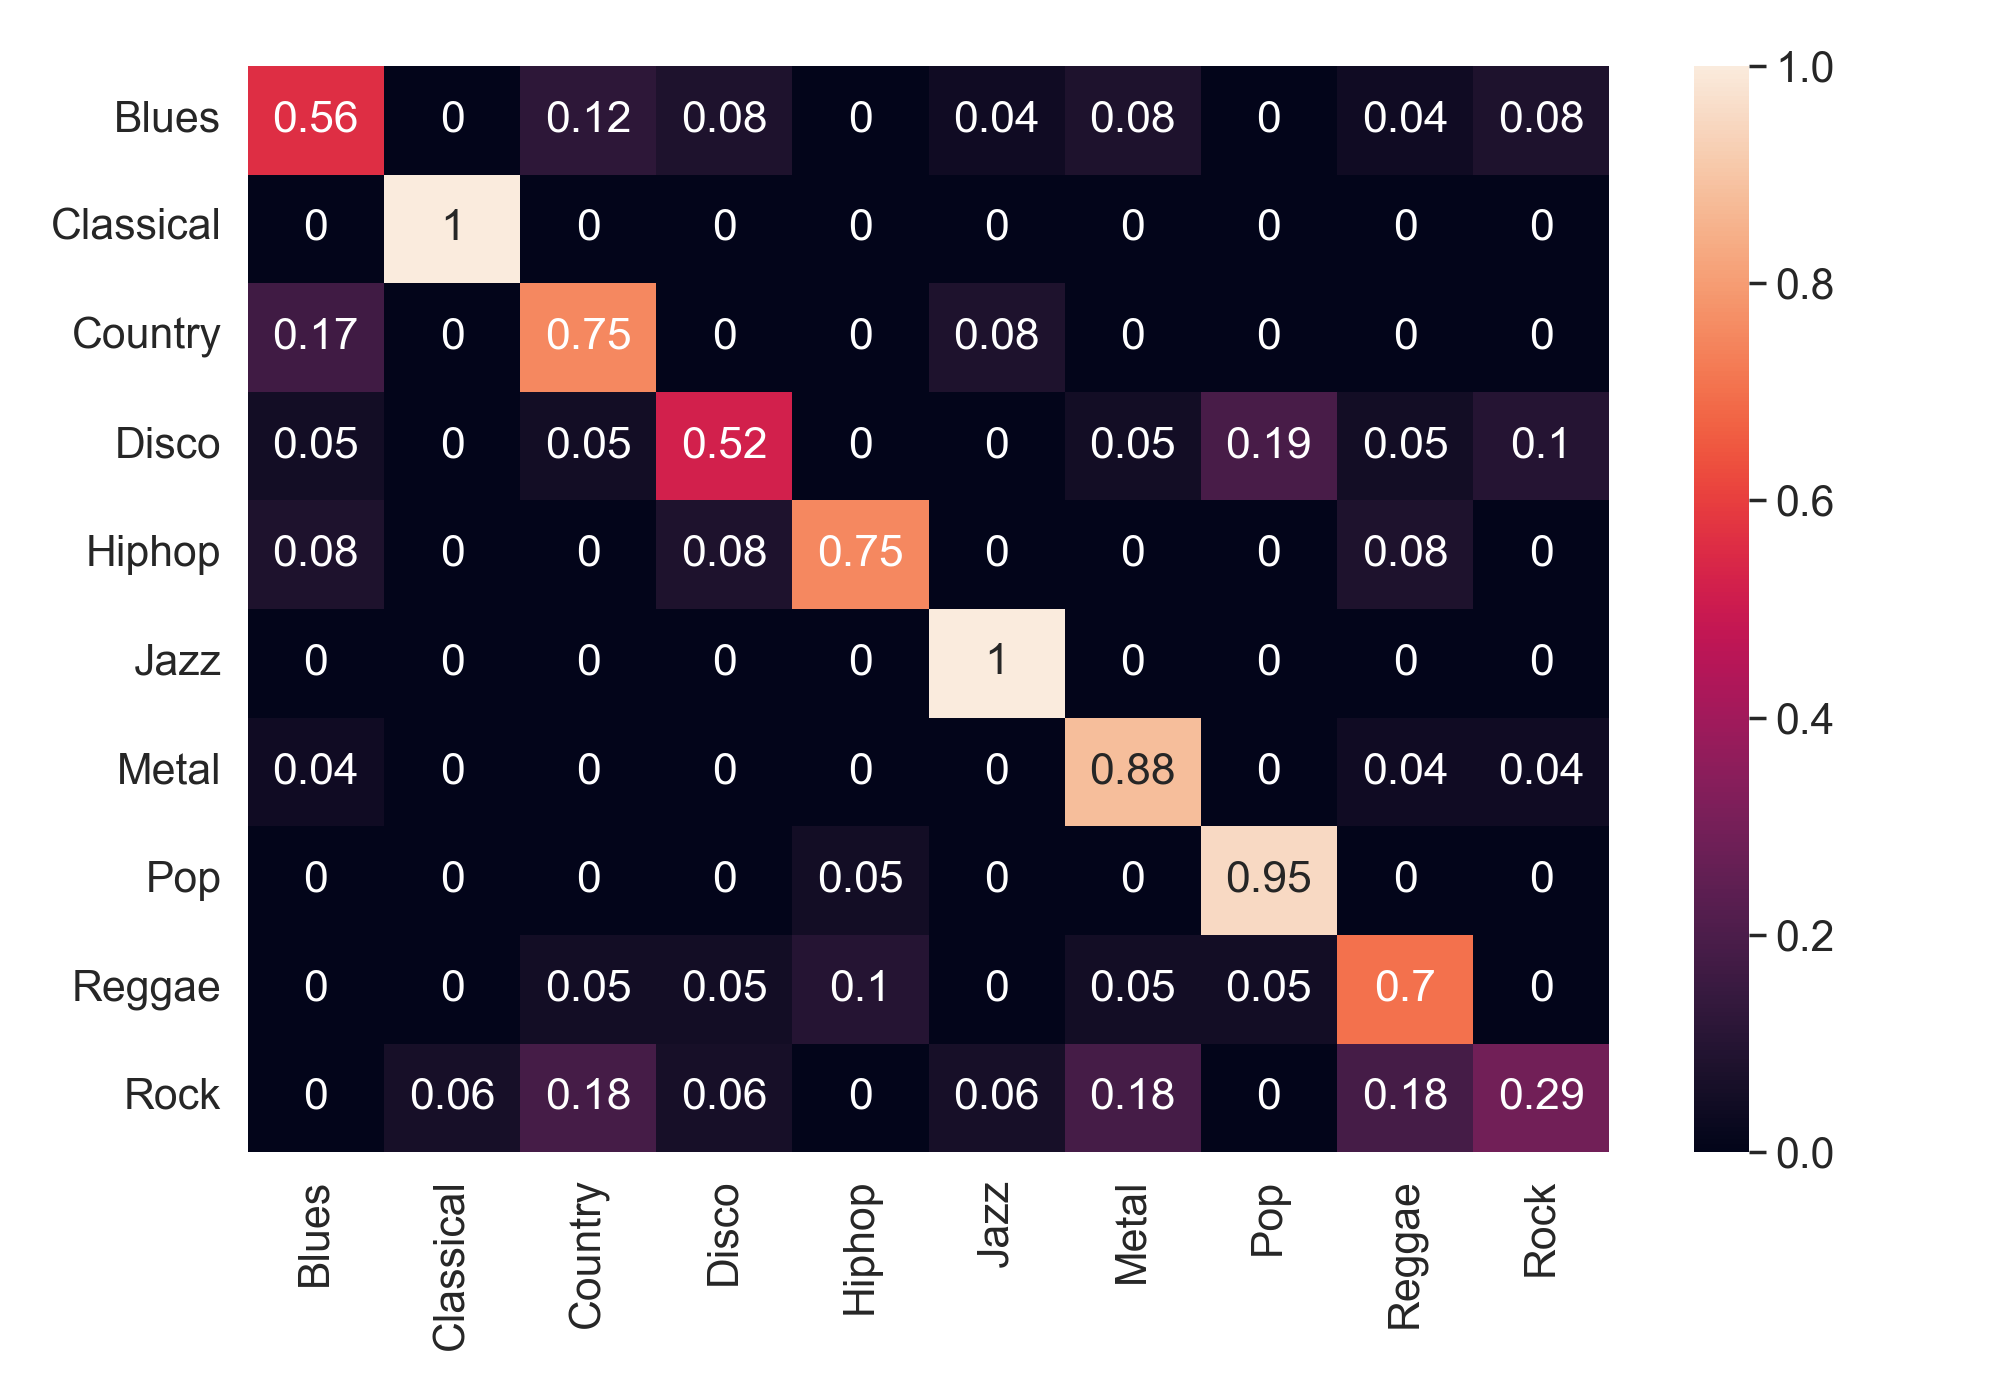 Blues 0.56 0 0.12 0.08 0 0.04 0.08 0 0.04 0.08
Classical 0 1 0 0 0 0 0 0 0 0
Country 0.17 0 0.75 0 0 0.08 0 0 0 0
Disco 0.05 0 0.05 0.52 0 0 0.05 0.19 0.05 0.1
Hiphop 0.08 0 0 0.08 0.75 0 0 0 0.08 0
Jazz 0 0 0 0 0 1 0 0 0 0
Metal 0.04 0 0 0 0 0 0.88 0 0.04 0.04
Pop 0 0 0 0 0.05 0 0 0.95 0 0
Reggae 0 0 0.05 0.05 0.1 0 0.05 0.05 0.7 0
Rock 0 0.06 0.18 0.06 0 0.06 0.18 0 0.18 0.29
Blues Classical Country Disco Hiphop Jazz Metal Pop Reggae Rock
1.0
0.8
0.6
0.4
0.2
0.0